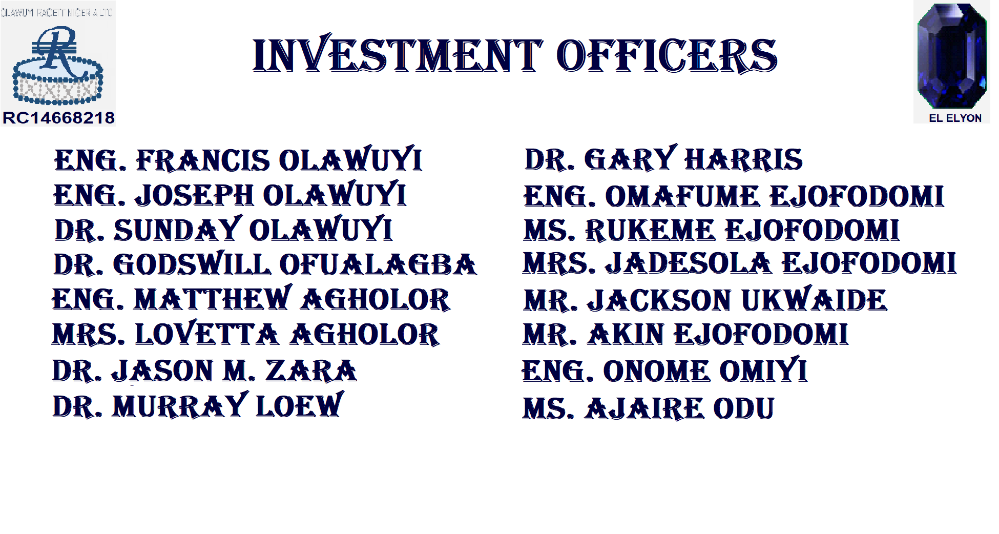 OLAWUYI RACETT NIGERIA LTD
R
RC14668218
INVESTMENT OFFICERS
EL ELYON
ENG. FRANCIS OLAWUYI
ENG. JOSEPH OLAWUYI
DR. SUNDAY OLAWUYI
DR. GODSWILL OFUALAGBA
ENG. MATTHEW AGHOLOR
MRS. LOVETTA AGHOLOR
DR. JASON M. ZARA
DR. MURRAY LOEW
DR. GARY HARRIS
ENG. OMAFUME EJOFODOMI
MS. RUKEME EJOFODOMI
MRS. JADESOLA EJOFODOMI
MR. JACKSON UKWAIDE
MR. AKIN EJOFODOMI
ENG. ONOME OMIYI
MS. AJAIRE ODU